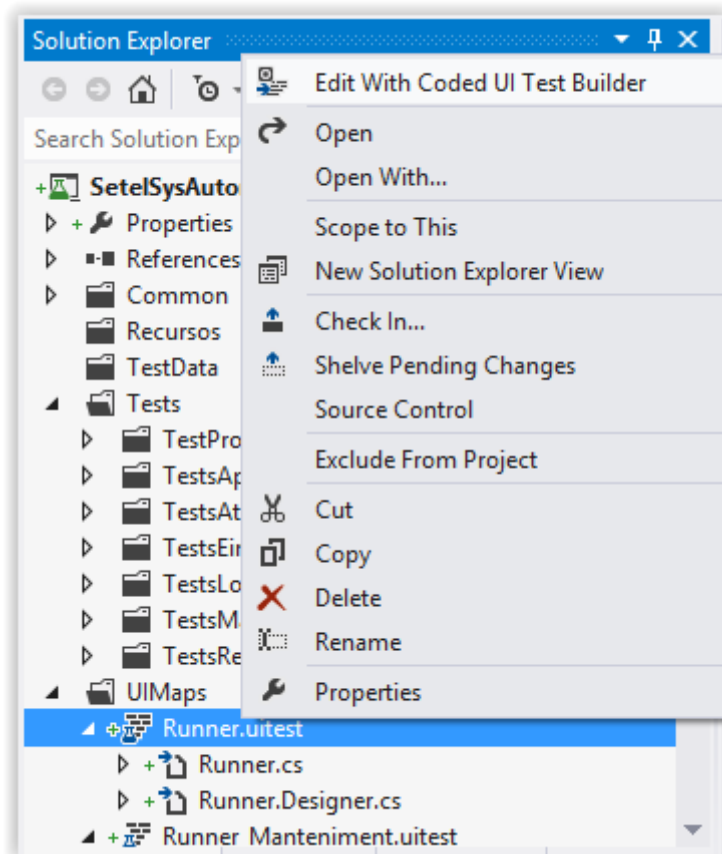 Solution Explorer
Search Solution Exp
SetelSysAuto
Properties
References
Common
Recursos
TestData
Tests
TestPro
TestsAp
TestsAt
TestsEin
TestsLo
TestsM
TestsRe
UIMaps
Runner.uitest
Runner.cs
Runner.Designer.cs
Runner Manteniment.uitest
Edit With Coded UI Test Builder
Open
Open With...
Scope to This
New Solution Explorer View
Check In...
Shelve Pending Changes
Source Control
Exclude From Project
Cut
Copy
Delete
Rename
Properties